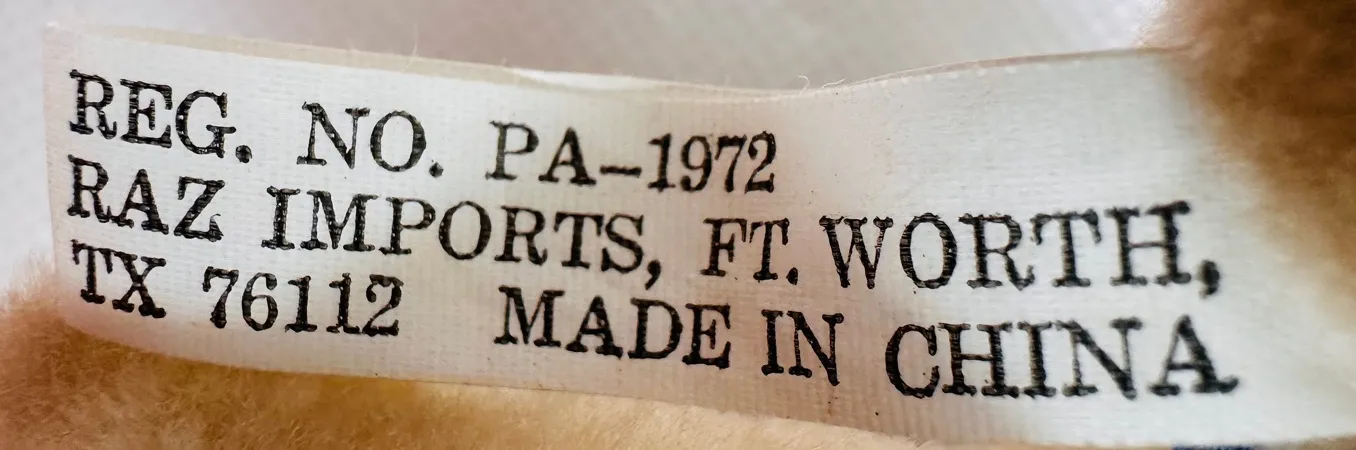 REG. NO. PA-1972
RAZ IMPORTS, FT. WORTH,
TX 76112 MADE IN CHINA